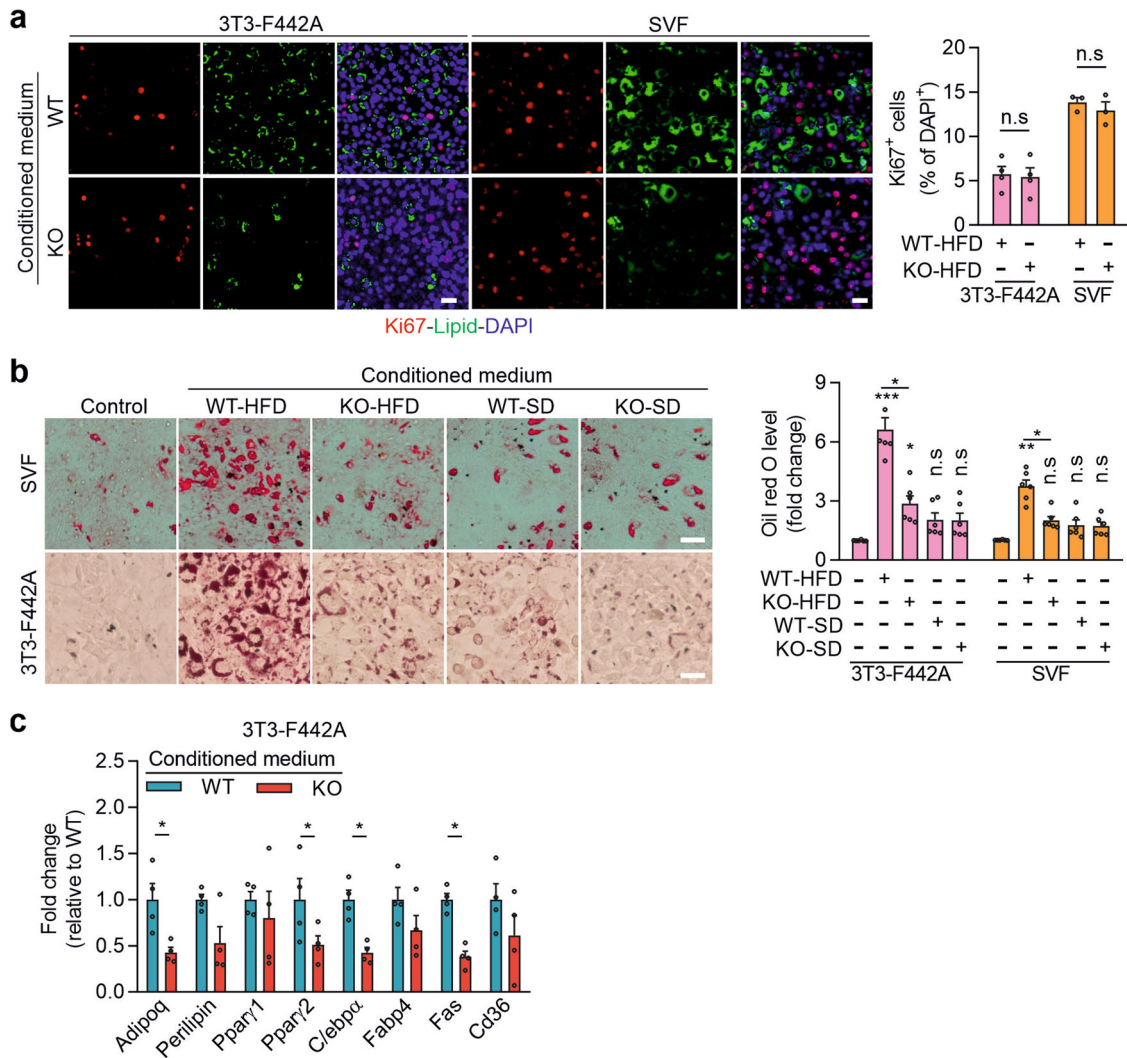 a
3T3-F442A
SVF
Conditioned medium
WT
KO
Ki67-Lipid-DAPI
Ki67+ cells
(% of DAPI+)
20
15
10
5
0
n.s
n.s
WT-HFD + - + -
KO-HFD - + - +
3T3-F442A SVF
b
Conditioned medium
Control WT-HFD KO-HFD WT-SD KO-SD
SVF
3T3-F442A
Oil red O level
(fold change)
9
6
3
0
* *** * n.s n.s
* ** n.s n.s n.s
WT-HFD - + - - - - + - - -
KO-HFD - - + - - - - + - -
WT-SD - - - + - - - - + -
KO-SD - - - - + - - - - +
3T3-F442A SVF
c
3T3-F442A
Conditioned medium
WT KO
Fold change
(relative to WT)
2.5
2.0
1.5
1.0
0.5
0.0
* * * *
Adipoq Perilipin Pparγ1 Pparγ2 C/ebpα Fabp4 Fas Cd36